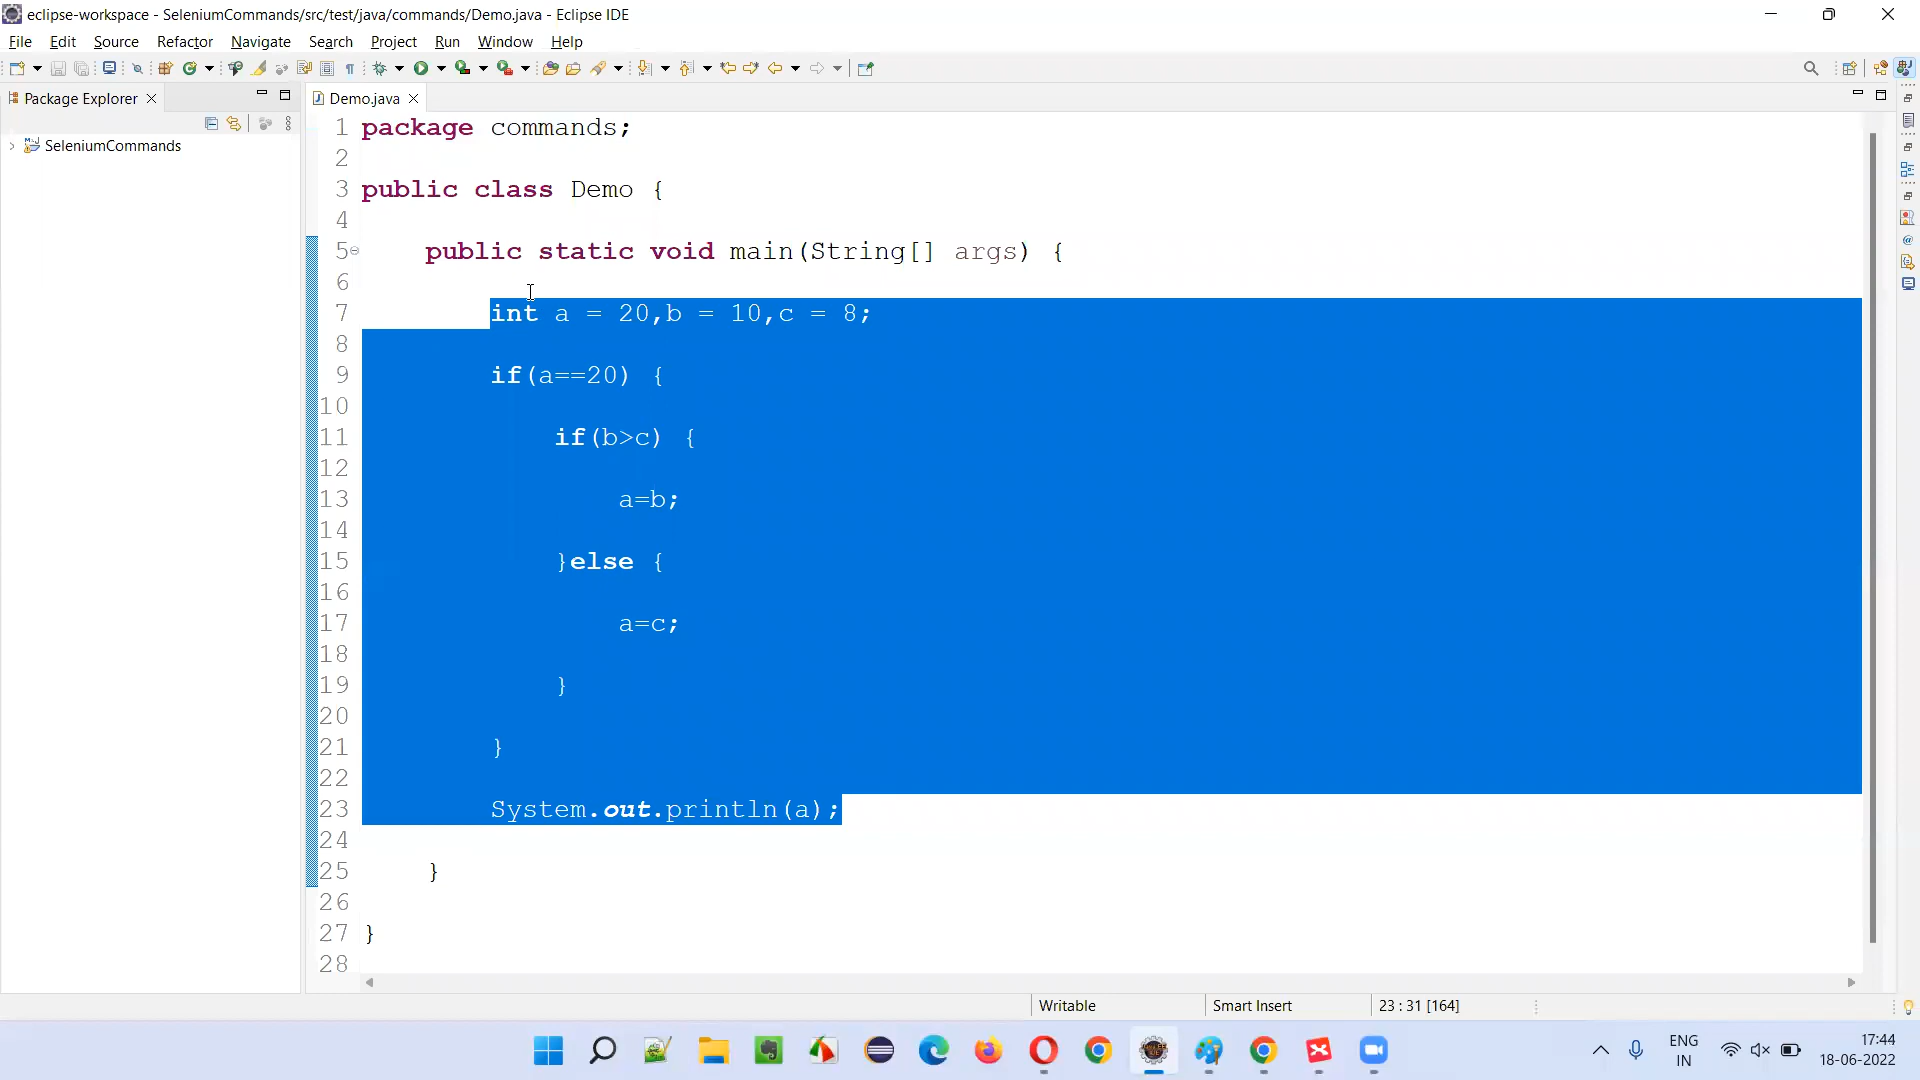 eclipse-workspace - SeleniumCommands/src/test/java/commands/Demo.java - Eclipse IDE
File Edit Source Refactor Navigate Search Project Run Window Help
Package Explorer
Demo.java
SeleniumCommands
1 package commands;
2
3 public class Demo {
4
5 public static void main(String[] args) {
6
7 int a = 20,b = 10,c = 8;
8
9 if(a==20) {
10
11 if(b>c) {
12
13 a=b;
14
15 }else {
16
17 a=c;
18
19 }
20
21 }
22
23 System.out.println(a);
24
25 }
26
27 }
28
Writable Smart Insert 23 : 31 [164]
ENG 17:44
IN 18-06-2022